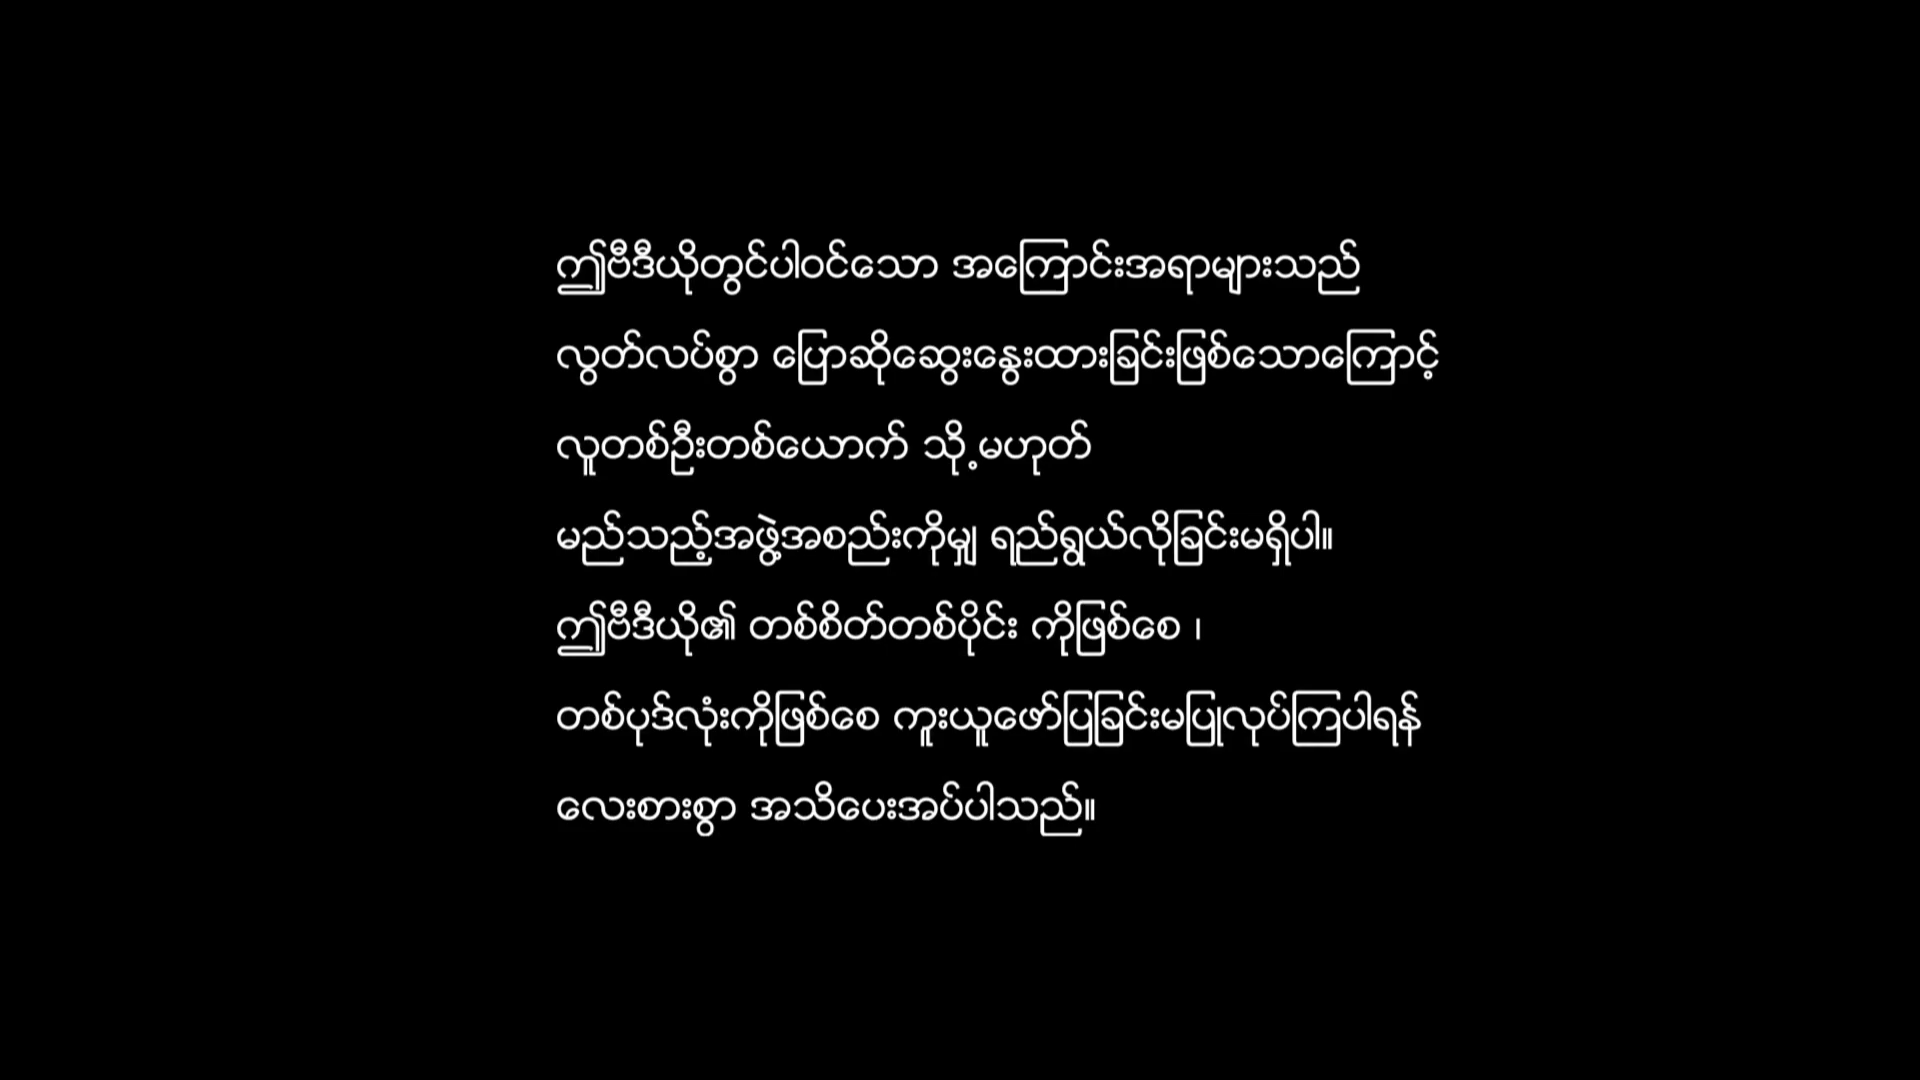 ဤဗီဒီယိုတွင်ပါဝင်သော အကြောင်းအရာများသည်
လွတ်လပ်စွာ ပြောဆိုဆွေးနွေးထားခြင်းဖြစ်သောကြောင့်
လူတစ်ဦးတစ်ယောက် သို့မဟုတ်
မည်သည့်အဖွဲ့အစည်းကိုမျှ ရည်ရွယ်လိုခြင်းမရှိပါ။
ဤဗီဒီယို၏ တစ်စိတ်တစ်ပိုင်း ကိုဖြစ်စေ ၊
တစ်ပုဒ်လုံးကိုဖြစ်စေ ကူးယူဖော်ပြခြင်းမပြုလုပ်ကြပါရန်
လေးစားစွာ အသိပေးအပ်ပါသည်။